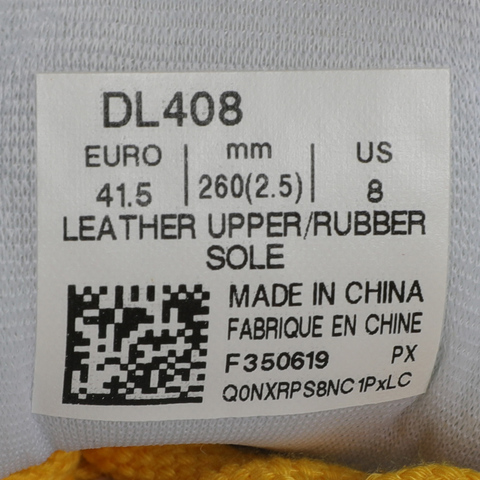 DL408
EURO mm US
41.5 260(2.5) 8
LEATHER UPPER/RUBBER
SOLE
MADE IN CHINA
FABRIQUE EN CHINE
F350619 PX
Q0NXRPS8NC1PxLC